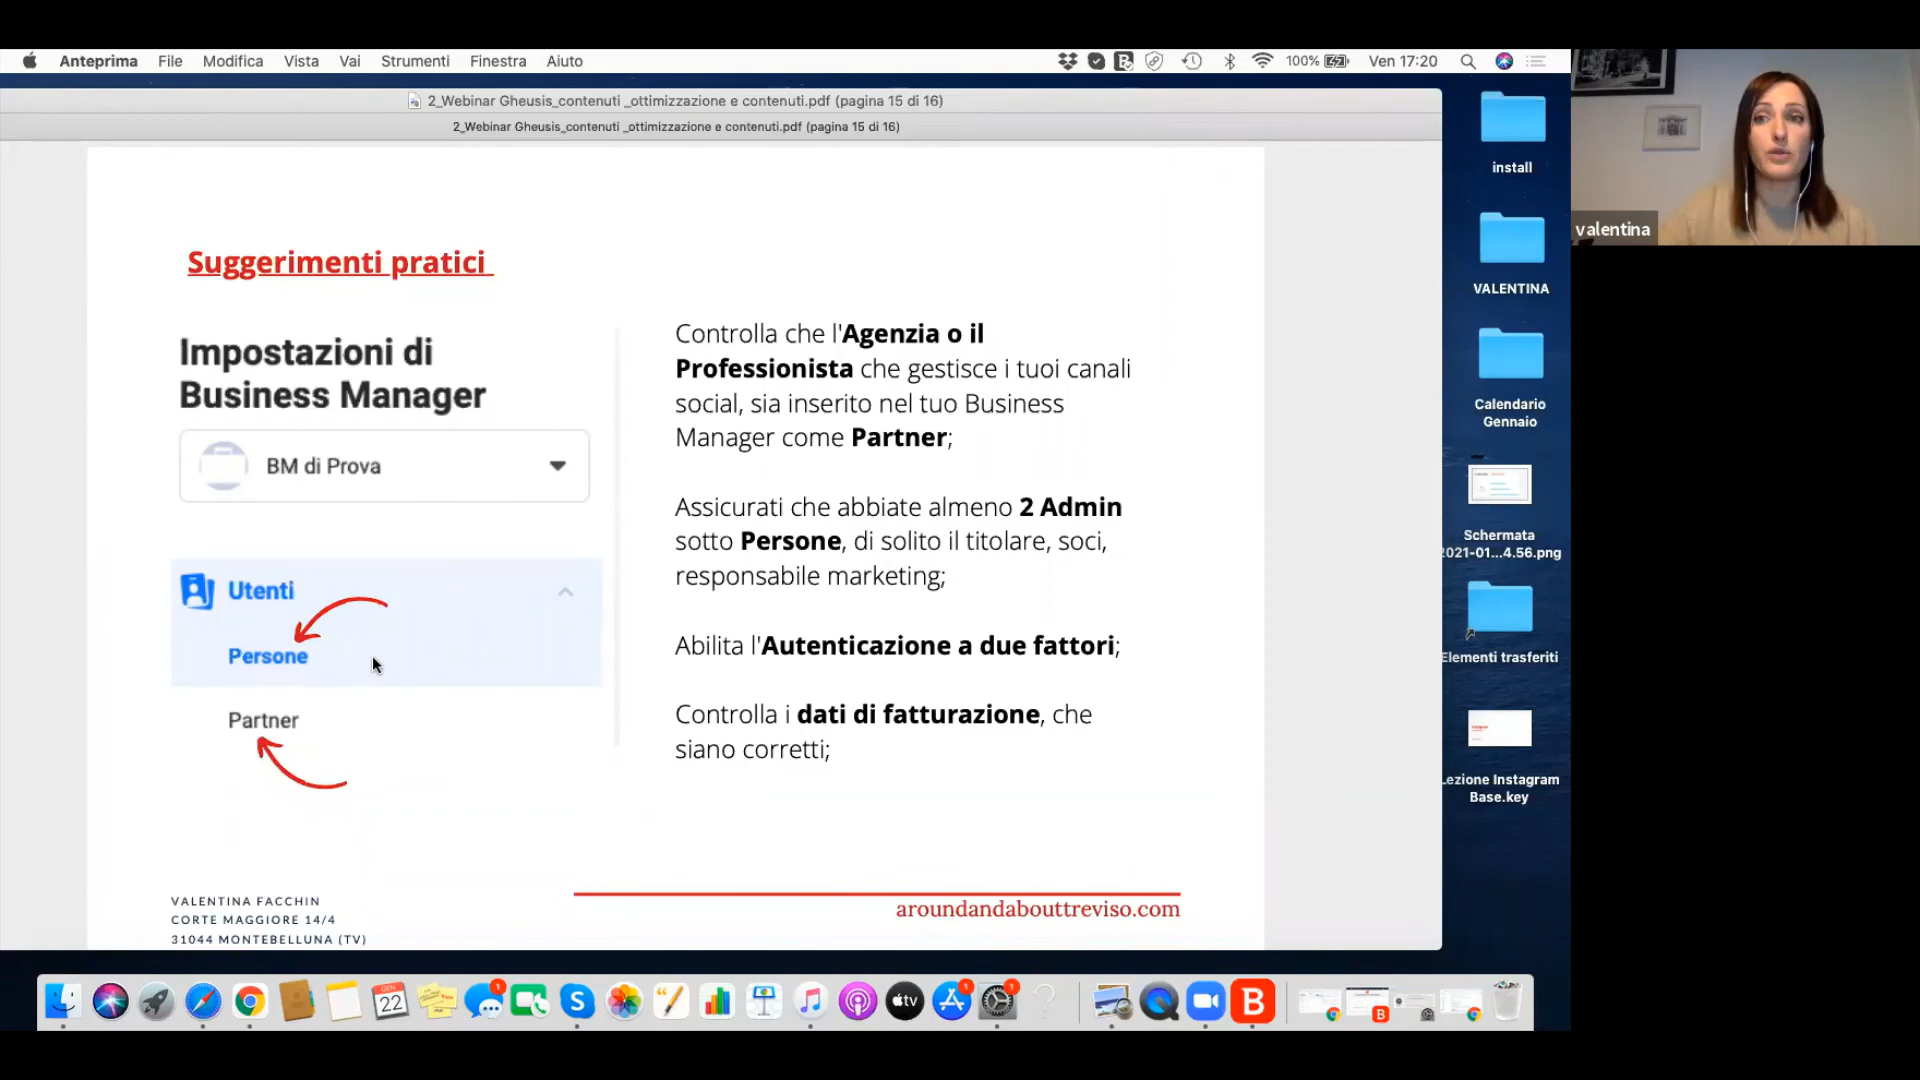 Anteprima File Modifica Vista Vai Strumenti Finestra Aiuto
100% Ven 17:20
2_Webinar Gheusis_contenuti _ottimizzazione e contenuti.pdf (pagina 15 di 16)
2_Webinar Gheusis_contenuti _ottimizzazione e contenuti.pdf (pagina 15 di 16)
Suggerimenti pratici
Impostazioni di
Business Manager
BM di Prova
Utenti
Persone
Partner
Controlla che l'Agenzia o il
Professionista che gestisce i tuoi canali
social, sia inserito nel tuo Business
Manager come Partner;
Assicurati che abbiate almeno 2 Admin
sotto Persone, di solito il titolare, soci,
responsabile marketing;
Abilita l'Autenticazione a due fattori;
Controlla i dati di fatturazione, che
siano corretti;
VALENTINA FACCHIN
CORTE MAGGIORE 14/4
31044 MONTEBELLUNA (TV)
aroundandabouttreviso.com
install
VALENTINA
Calendario
Gennaio
Schermata
2021-01...4.56.png
Elementi trasferiti
Lezione Instagram
Base.key
valentina
GEN
22
1
S
tv
1
1
B
B